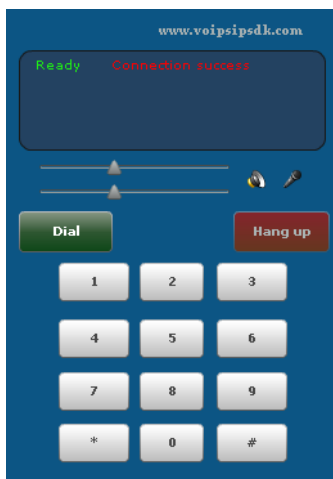 www.voipsipsdk.com
Ready Connection success
Dial Hang up
1 2 3
4 5 6
7 8 9
* 0 #